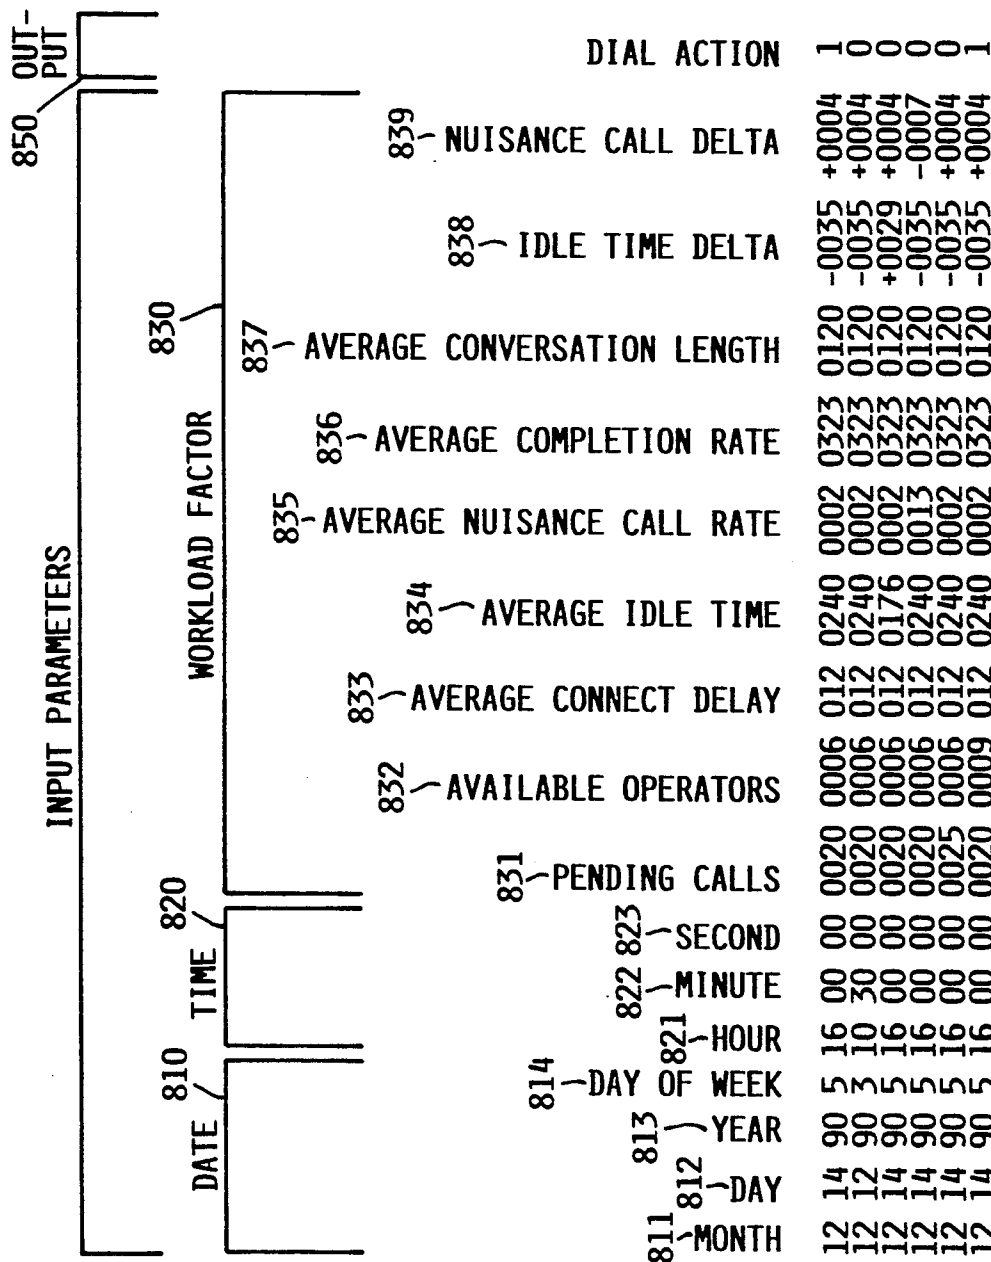 INPUT PARAMETERS
850 OUT-
PUT
DATE 810
TIME 820
WORKLOAD FACTOR 830
811 MONTH
812 DAY
813 YEAR
814 DAY OF WEEK
821 HOUR
822 MINUTE
823 SECOND
831 PENDING CALLS
832 AVAILABLE OPERATORS
833 AVERAGE CONNECT DELAY
834 AVERAGE IDLE TIME
835 AVERAGE NUISANCE CALL RATE
836 AVERAGE COMPLETION RATE
837 AVERAGE CONVERSATION LENGTH
838 IDLE TIME DELTA
839 NUISANCE CALL DELTA
DIAL ACTION
12 14 90 5 16 00 00 0020 0006 012 0240 0002 0323 0120 -0035 +0004 1
12 12 90 3 10 30 00 0020 0006 012 0240 0002 0323 0120 -0035 +0004 0
12 14 90 5 16 00 00 0020 0006 012 0176 0002 0323 0120 +0029 +0004 0
12 14 90 5 16 00 00 0020 0006 012 0240 0013 0323 0120 -0035 -0007 0
12 14 90 5 16 00 00 0025 0006 012 0240 0002 0323 0120 -0035 +0004 0
12 14 90 5 16 00 00 0020 0009 012 0240 0002 0323 0120 -0035 +0004 1